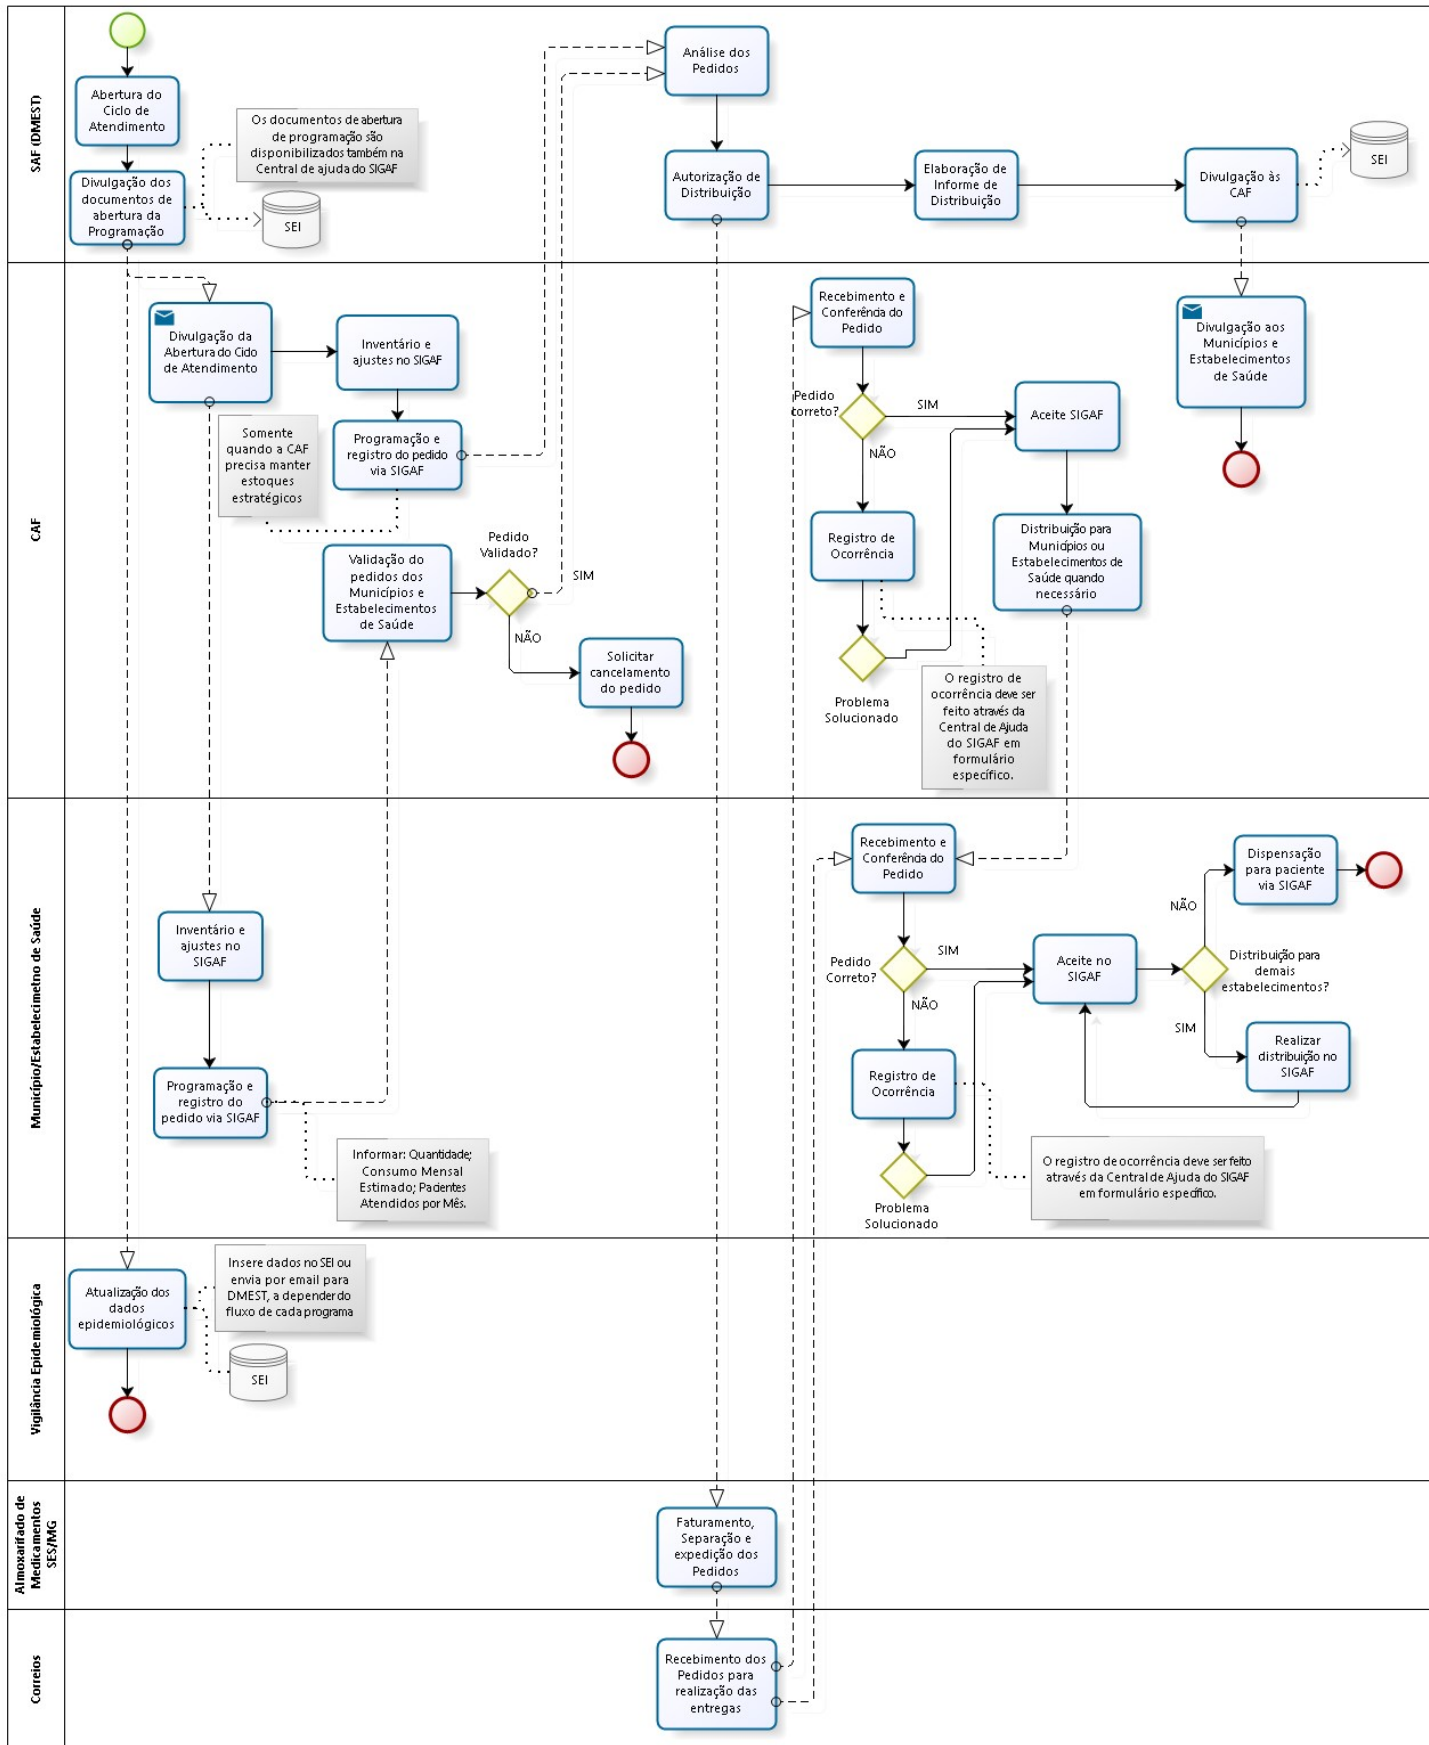 SAF (DMEST)
Abertura do
Ciclo de
Atendimento
Os documentos de abertura
de programação são
disponibilizados também na
Central de ajuda do SIGAF
Divulgação dos
documentos de
abertura da
Programação
SEI
Análise dos
Pedidos
Autorização de
Distribuição
Elaboração de
Informe de
Distribuição
Divulgação às
CAF
SEI
CAF
Divulgação da
Abertura do Ciclo
de Atendimento
Inventário e
ajustes no SIGAF
Somente
quando a CAF
precisa manter
estoques
estratégicos
Programação e
registro do pedido
via SIGAF
Validação do
pedidos dos
Municípios e
Estabelecimentos
de Saúde
Pedido
Validado?
SIM
NÃO
Solicitar
cancelamento
do pedido
Recebimento e
Conferência do
Pedido
Pedido
correto?
SIM
NÃO
Aceite SIGAF
Registro de
Ocorrência
Distribuição para
Municípios ou
Estabelecimentos de
Saúde quando
necessário
Problema
Solucionado
O registro de
ocorrência deve ser
feito através da
Central de Ajuda
do SIGAF em
formulário
específico.
Divulgação aos
Municípios e
Estabelecimentos
de Saúde
Município/Estabelecimetno de Saúde
Inventário e
ajustes no
SIGAF
Programação e
registro do
pedido via SIGAF
Informar: Quantidade;
Consumo Mensal
Estimado; Pacientes
Atendidos por Mês.
Recebimento e
Conferência do
Pedido
Pedido
Correto?
SIM
NÃO
Aceite no
SIGAF
Registro de
Ocorrência
Problema
Solucionado
O registro de ocorrência deve ser feito
através da Central de Ajuda do SIGAF
em formulário específico.
Dispensação
para paciente
via SIGAF
NÃO
Distribuição para
demais
estabelecimentos?
SIM
Realizar
distribuição no
SIGAF
Vigilância Epidemiológica
Atualização dos
dados
epidemiológicos
Insere dados no SEI ou
envia por email para
DMEST, a depender do
fluxo de cada programa
SEI
Almoxarifado de
Medicamentos
SES/MG
Faturamento,
Separação e
expedição dos
Pedidos
Correios
Recebimento dos
Pedidos para
realização das
entregas